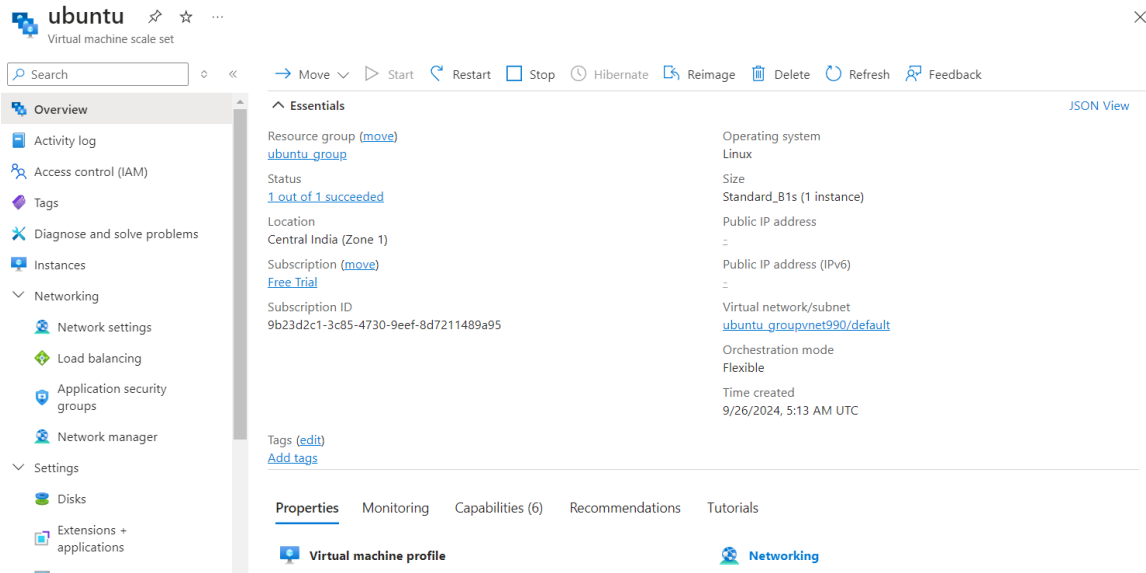 ubuntu
Virtual machine scale set
Search
Overview
Activity log
Access control (IAM)
Tags
Diagnose and solve problems
Instances
Networking
Network settings
Load balancing
Application security
groups
Network manager
Settings
Disks
Extensions +
applications
Move Start Restart Stop Hibernate Reimage Delete Refresh Feedback
Essentials
JSON View
Resource group (move)
ubuntu_group
Status
1 out of 1 succeeded
Location
Central India (Zone 1)
Subscription (move)
Free Trial
Subscription ID
9b23d2c1-3c85-4730-9eef-8d7211489a95
Operating system
Linux
Size
Standard_B1s (1 instance)
Public IP address
-
Public IP address (IPv6)
-
Virtual network/subnet
ubuntu_groupvnet990/default
Orchestration mode
Flexible
Time created
9/26/2024, 5:13 AM UTC
Tags (edit)
Add tags
Properties Monitoring Capabilities (6) Recommendations Tutorials
Virtual machine profile
Networking